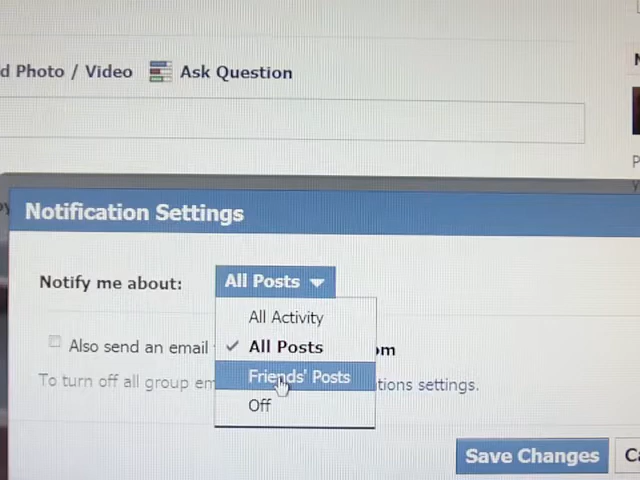 d Photo / Video Ask Question
Notification Settings
Notify me about: All Posts
All Activity
Also send an email ✓ All Posts om
Friends' Posts
To turn off all group em tions settings.
Off
Save Changes Ca